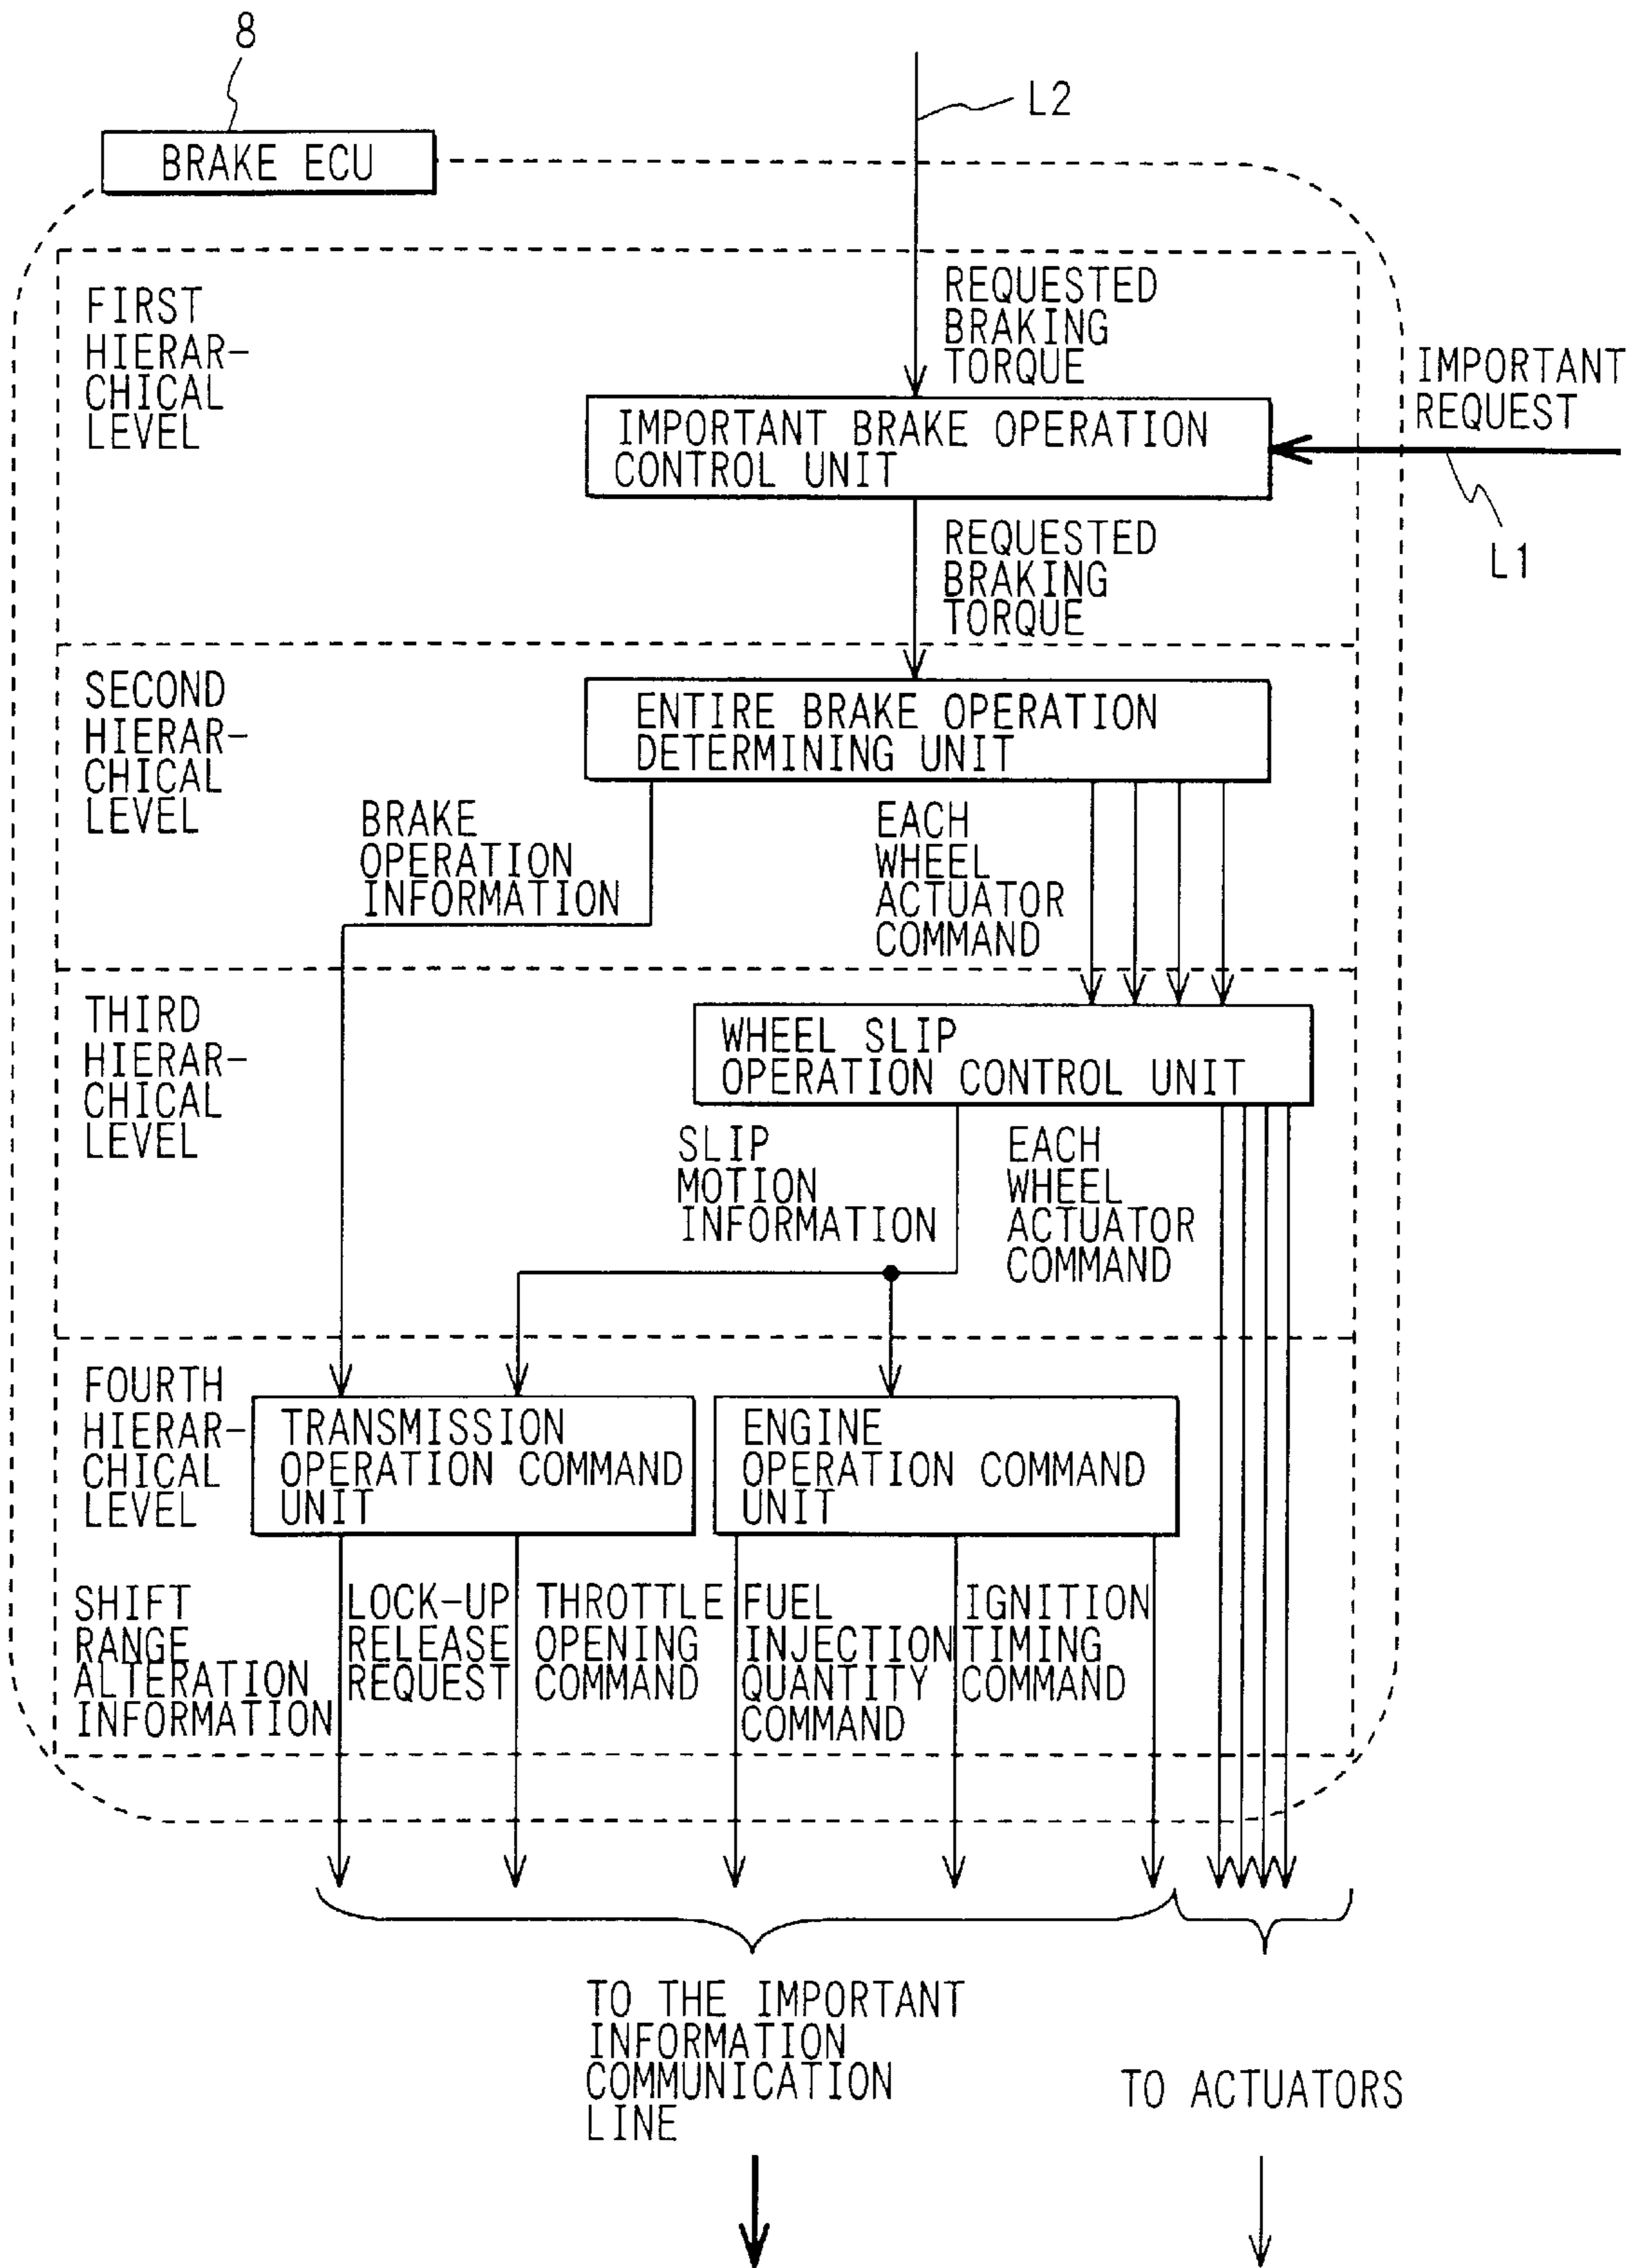 8
L2
BRAKE ECU
FIRST
HIERAR-
CHICAL
LEVEL
REQUESTED
BRAKING
TORQUE
IMPORTANT
REQUEST
IMPORTANT BRAKE OPERATION
CONTROL UNIT
L1
REQUESTED
BRAKING
TORQUE
SECOND
HIERAR-
CHICAL
LEVEL
ENTIRE BRAKE OPERATION
DETERMINING UNIT
BRAKE
OPERATION
INFORMATION
EACH
WHEEL
ACTUATOR
COMMAND
THIRD
HIERAR-
CHICAL
LEVEL
WHEEL SLIP
OPERATION CONTROL UNIT
SLIP
MOTION
INFORMATION
EACH
WHEEL
ACTUATOR
COMMAND
FOURTH
HIERAR-
CHICAL
LEVEL
TRANSMISSION
OPERATION COMMAND
UNIT
ENGINE
OPERATION COMMAND
UNIT
SHIFT
RANGE
ALTERATION
INFORMATION
LOCK-UP
RELEASE
REQUEST
THROTTLE
OPENING
COMMAND
FUEL
INJECTION
QUANTITY
COMMAND
IGNITION
TIMING
COMMAND
TO THE IMPORTANT
INFORMATION
COMMUNICATION
LINE
TO ACTUATORS